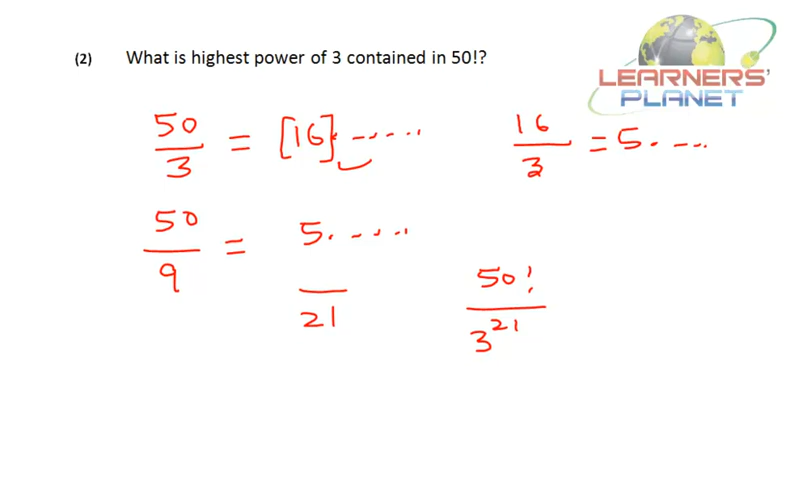 (2) What is highest power of 3 contained in 50!?
LEARNERS'
PLANET
50/3 = [16]. ......
16/3 = 5. ....
50/9 = 5. ....
21
50!/3^21